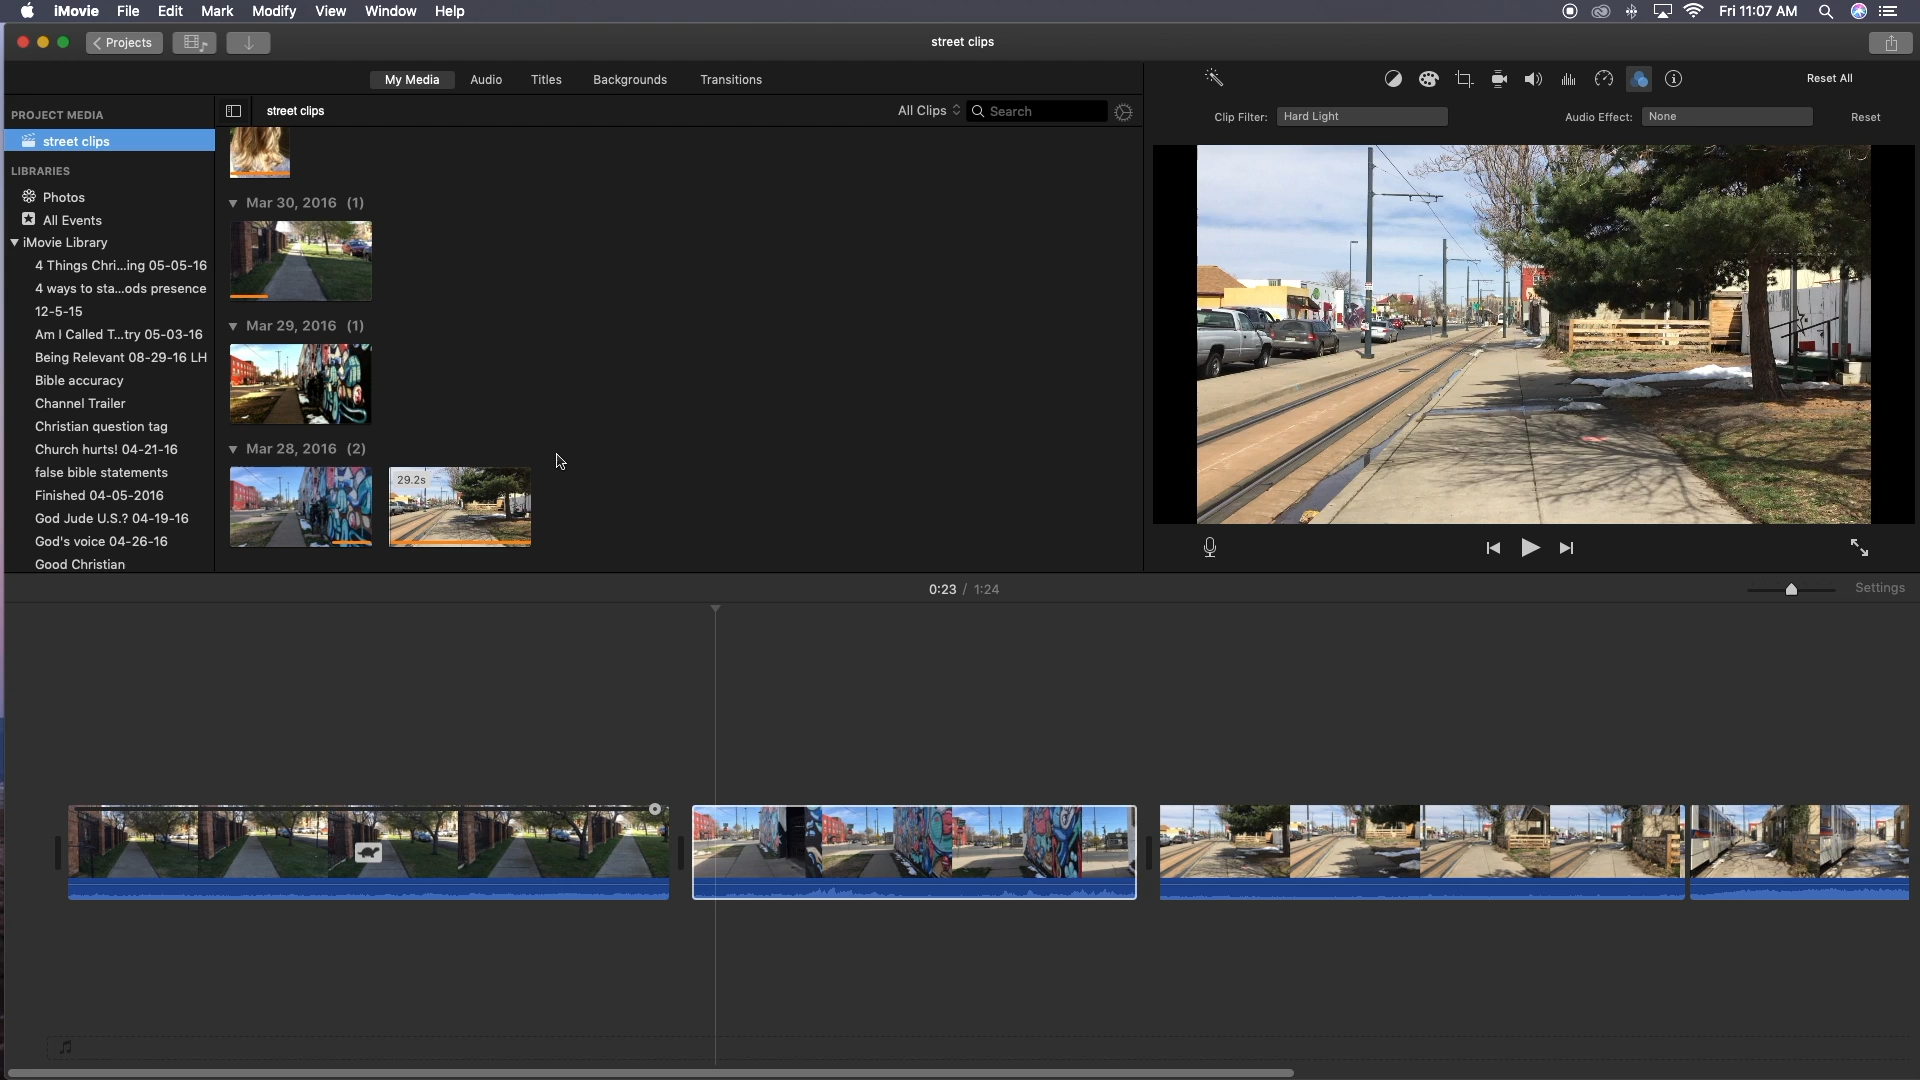 iMovie File Edit Mark Modify View Window Help Fri 11:07 AM
Projects street clips
My Media Audio Titles Backgrounds Transitions Reset All
PROJECT MEDIA street clips All Clips Search Clip Filter: Hard Light Audio Effect: None Reset
street clips
LIBRARIES
Photos
All Events
iMovie Library
4 Things Chri...ing 05-05-16
4 ways to sta...ods presence
12-5-15
Am I Called T...try 05-03-16
Being Relevant 08-29-16 LH
Bible accuracy
Channel Trailer
Christian question tag
Church hurts! 04-21-16
false bible statements
Finished 04-05-2016
God Jude U.S.? 04-19-16
God's voice 04-26-16
Good Christian
Mar 30, 2016 (1)
Mar 29, 2016 (1)
Mar 28, 2016 (2)
29.2s
0:23 / 1:24 Settings